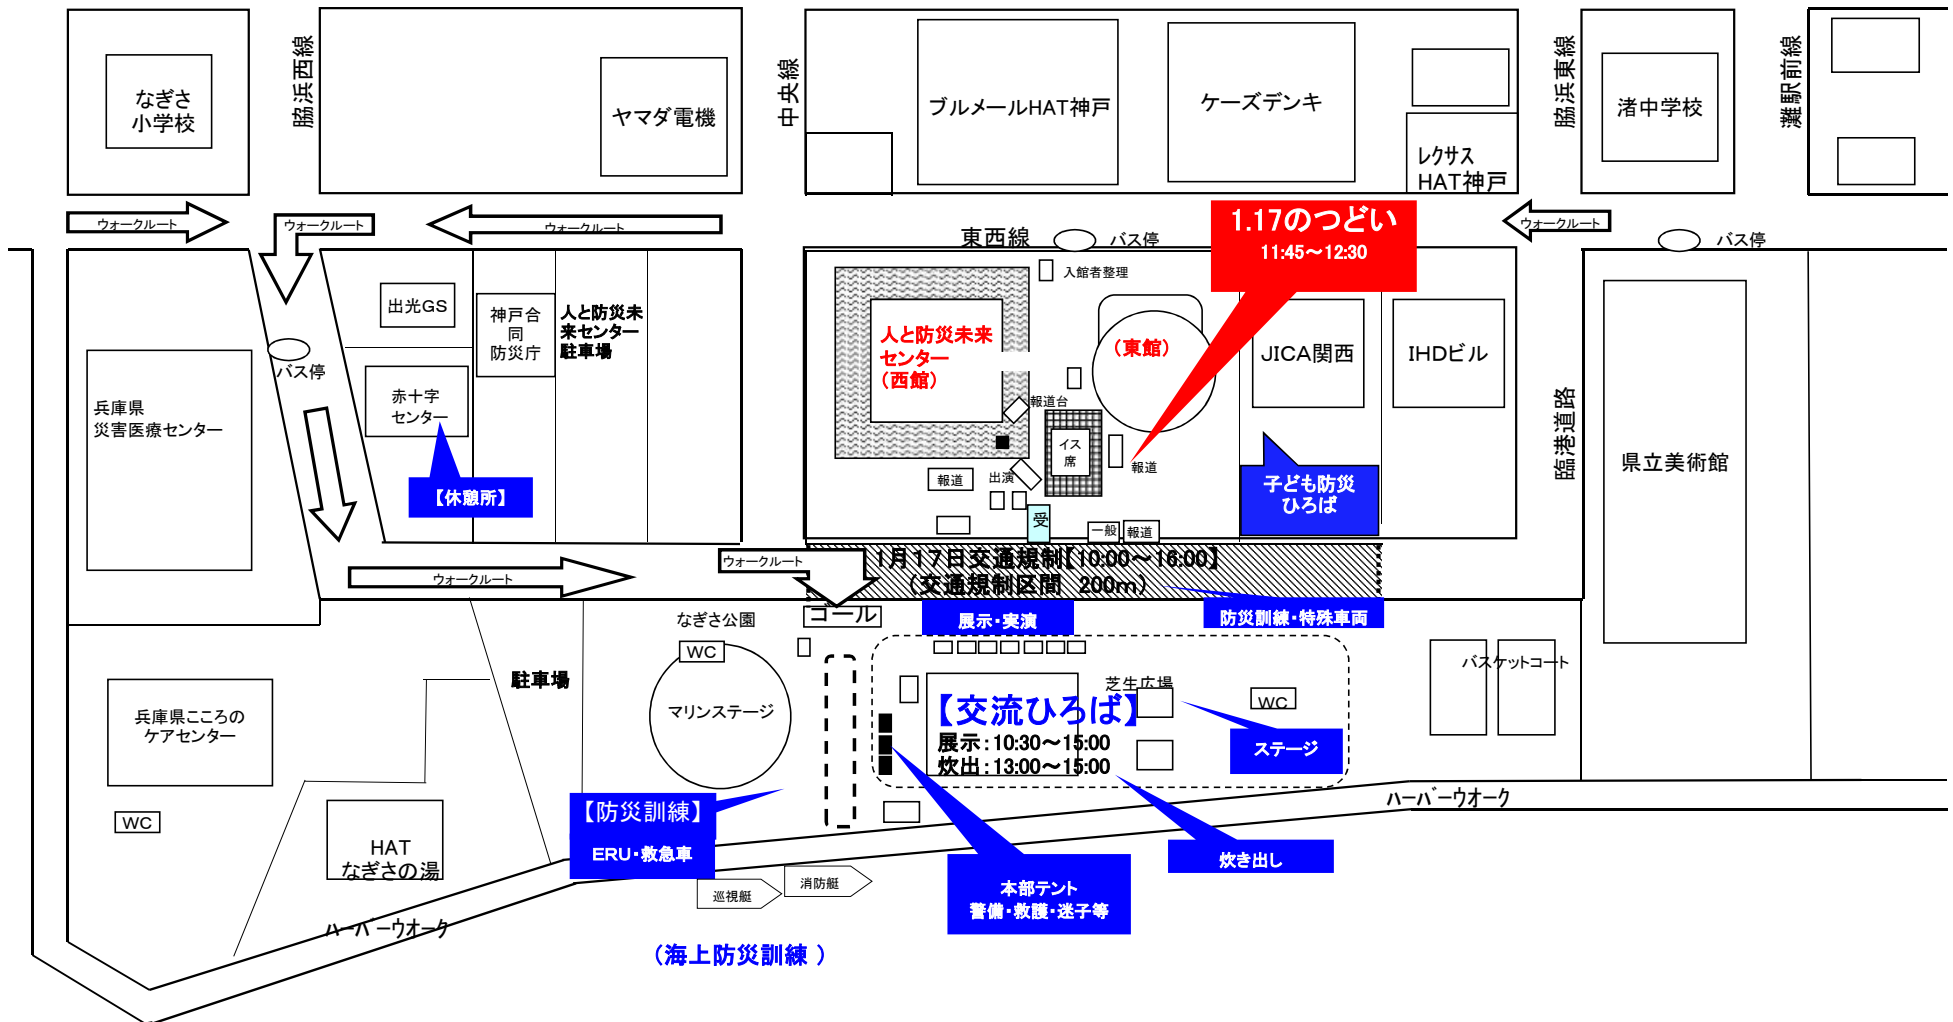 なぎさ
小学校
脇浜西線
ヤマダ電機
中央線
ブルメールHAT神戸
ケーズデンキ
レクサス
HAT神戸
脇浜東線
渚中学校
灘駅前線
ウォークルート
ウォークルート
ウォークルート
東西線
バス停
1.17のつどい
11:45～12:30
ウォークルート
バス停
入館者整理
出光GS
神戸合
同
防災庁
人と防災未
来センター
駐車場
人と防災未来
センター
(西館)
(東館)
JICA関西
IHDビル
バス停
兵庫県
災害医療センター
赤十字
センター
【休憩所】
報道台
イス
席
報道
報道
出演
受
一般
報道
子ども防災
ひろば
臨港道路
県立美術館
ウォークルート
ウォークルート
1月17日交通規制【10:00～16:00】
(交通規制区間 200m)
ゴール
展示・実演
防災訓練・特殊車両
なぎさ公園
WC
マリンステージ
駐車場
兵庫県こころの
ケアセンター
WC
HAT
なぎさの湯
芝生広場
【交流ひろば】
展示:10:30～15:00
炊出:13:00～15:00
WC
ステージ
バスケットコート
【防災訓練】
ERU・救急車
ハーバーウオーク
炊き出し
本部テント
警備・救護・迷子等
巡視艇
消防艇
ハーバーウオーク
(海上防災訓練 )